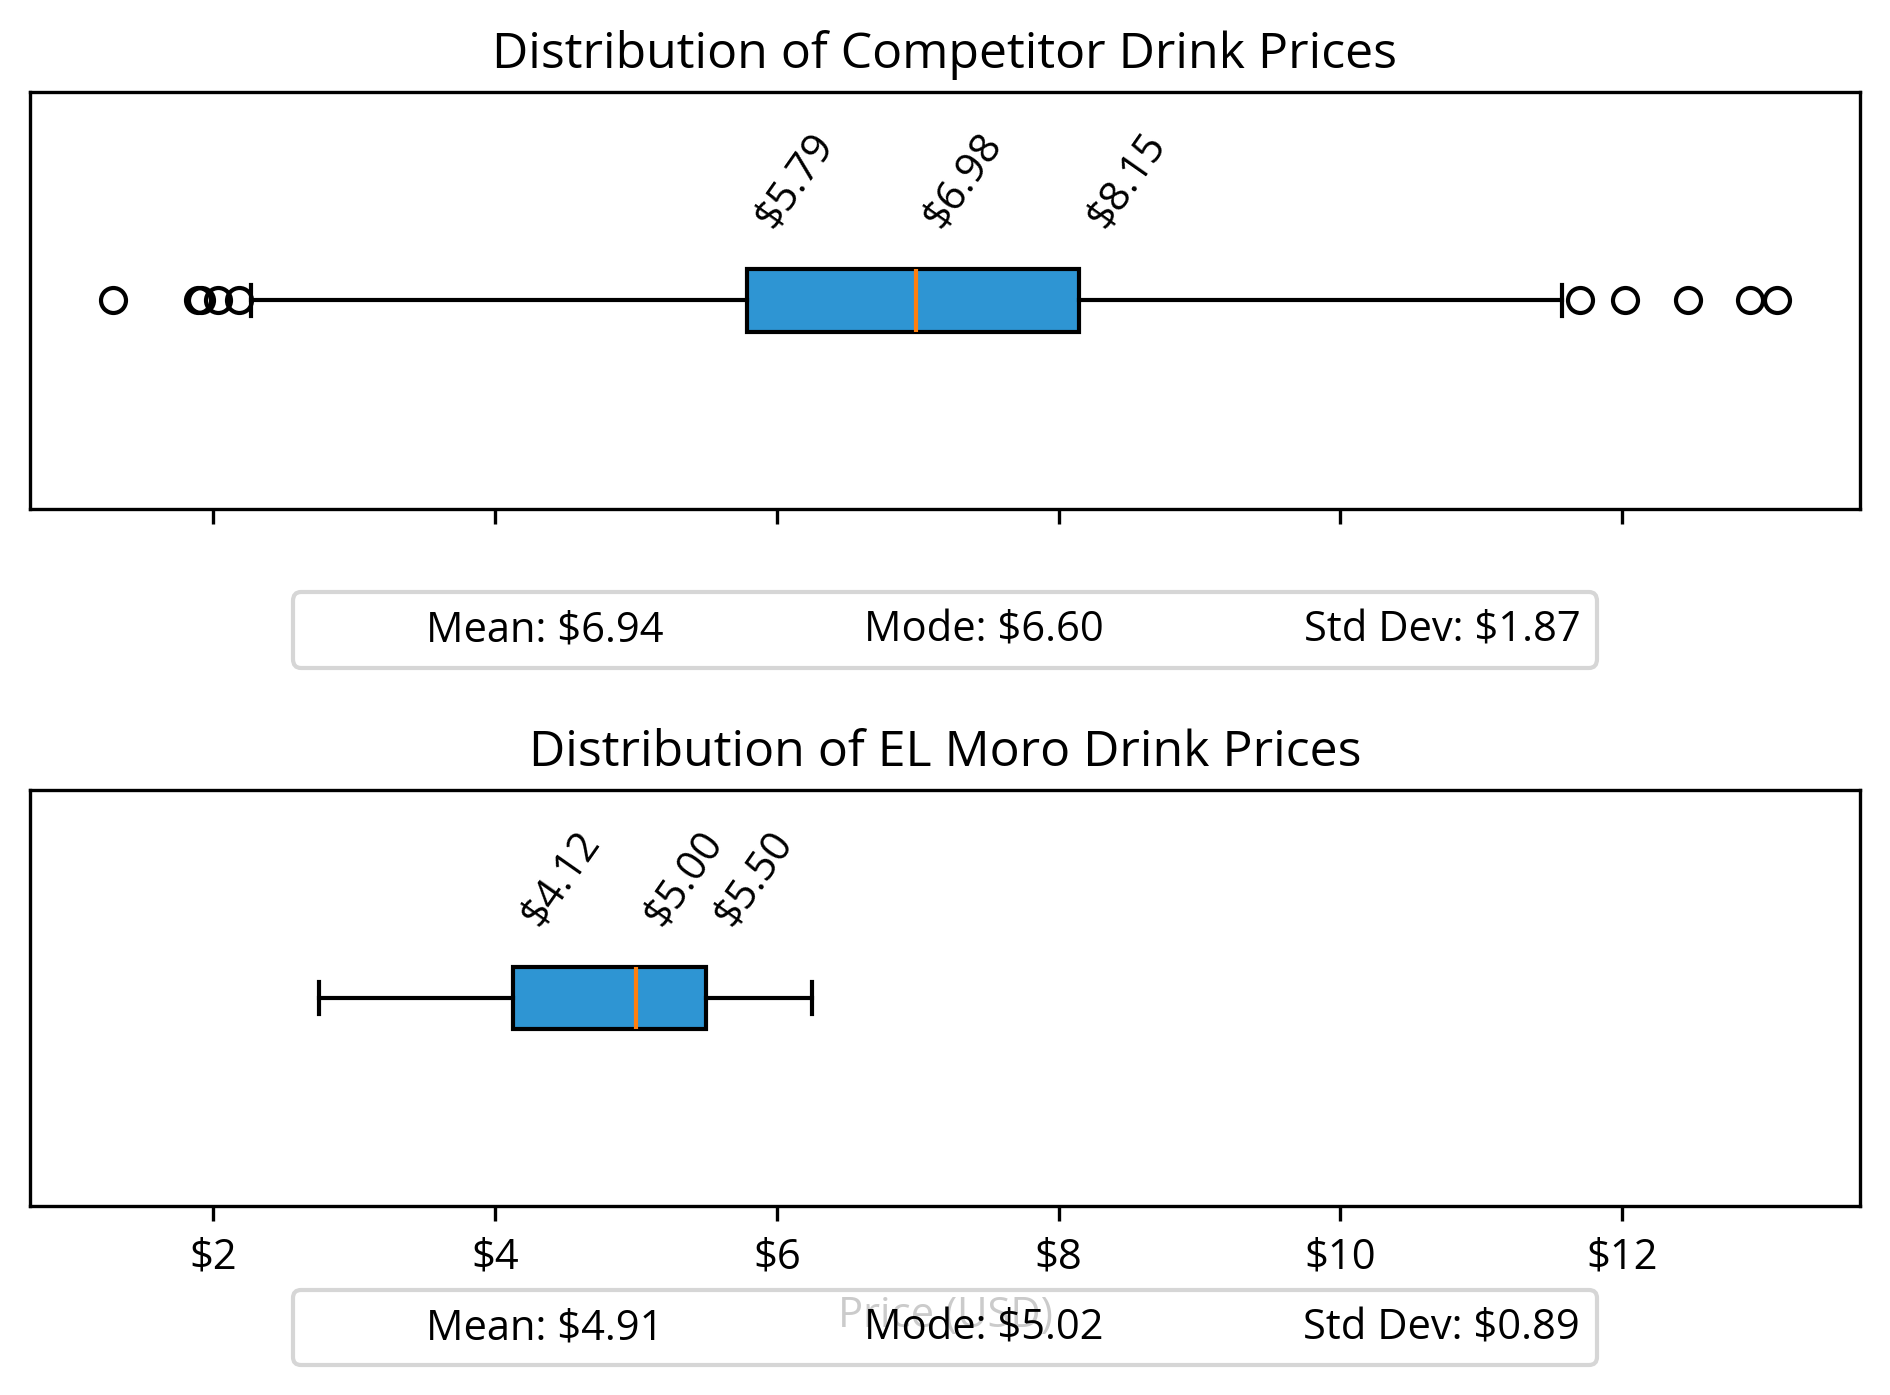 Distribution of Competitor Drink Prices
$5.79 $6.98 $8.15
Mean: $6.94 Mode: $6.60 Std Dev: $1.87
Distribution of EL Moro Drink Prices
$4.12 $5.00 $5.50
$2 $4 $6 $8 $10 $12
Price (USD)
Mean: $4.91 Mode: $5.02 Std Dev: $0.89